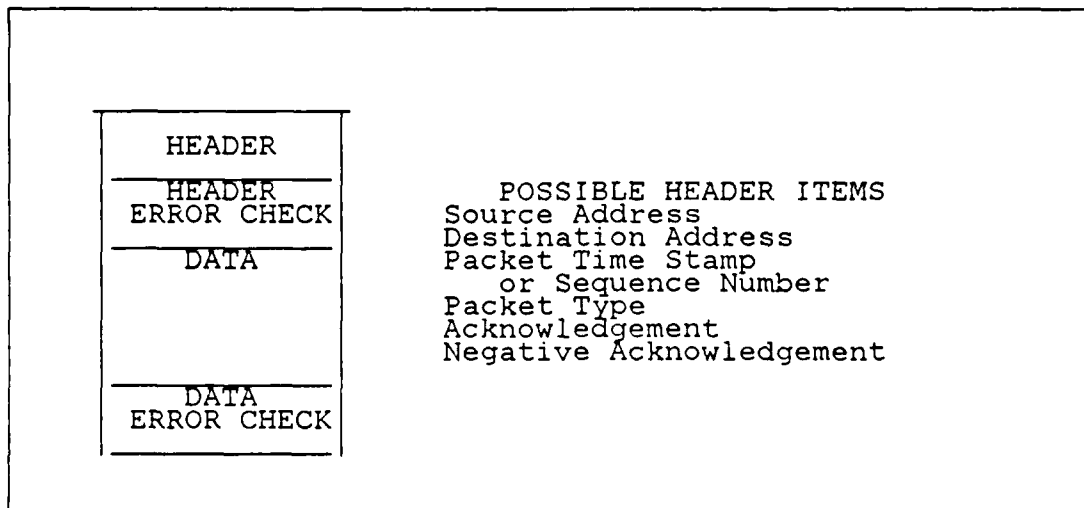 HEADER
HEADER
ERROR CHECK
DATA
DATA
ERROR CHECK
POSSIBLE HEADER ITEMS
Source Address
Destination Address
Packet Time Stamp
or Sequence Number
Packet Type
Acknowledgement
Negative Acknowledgement